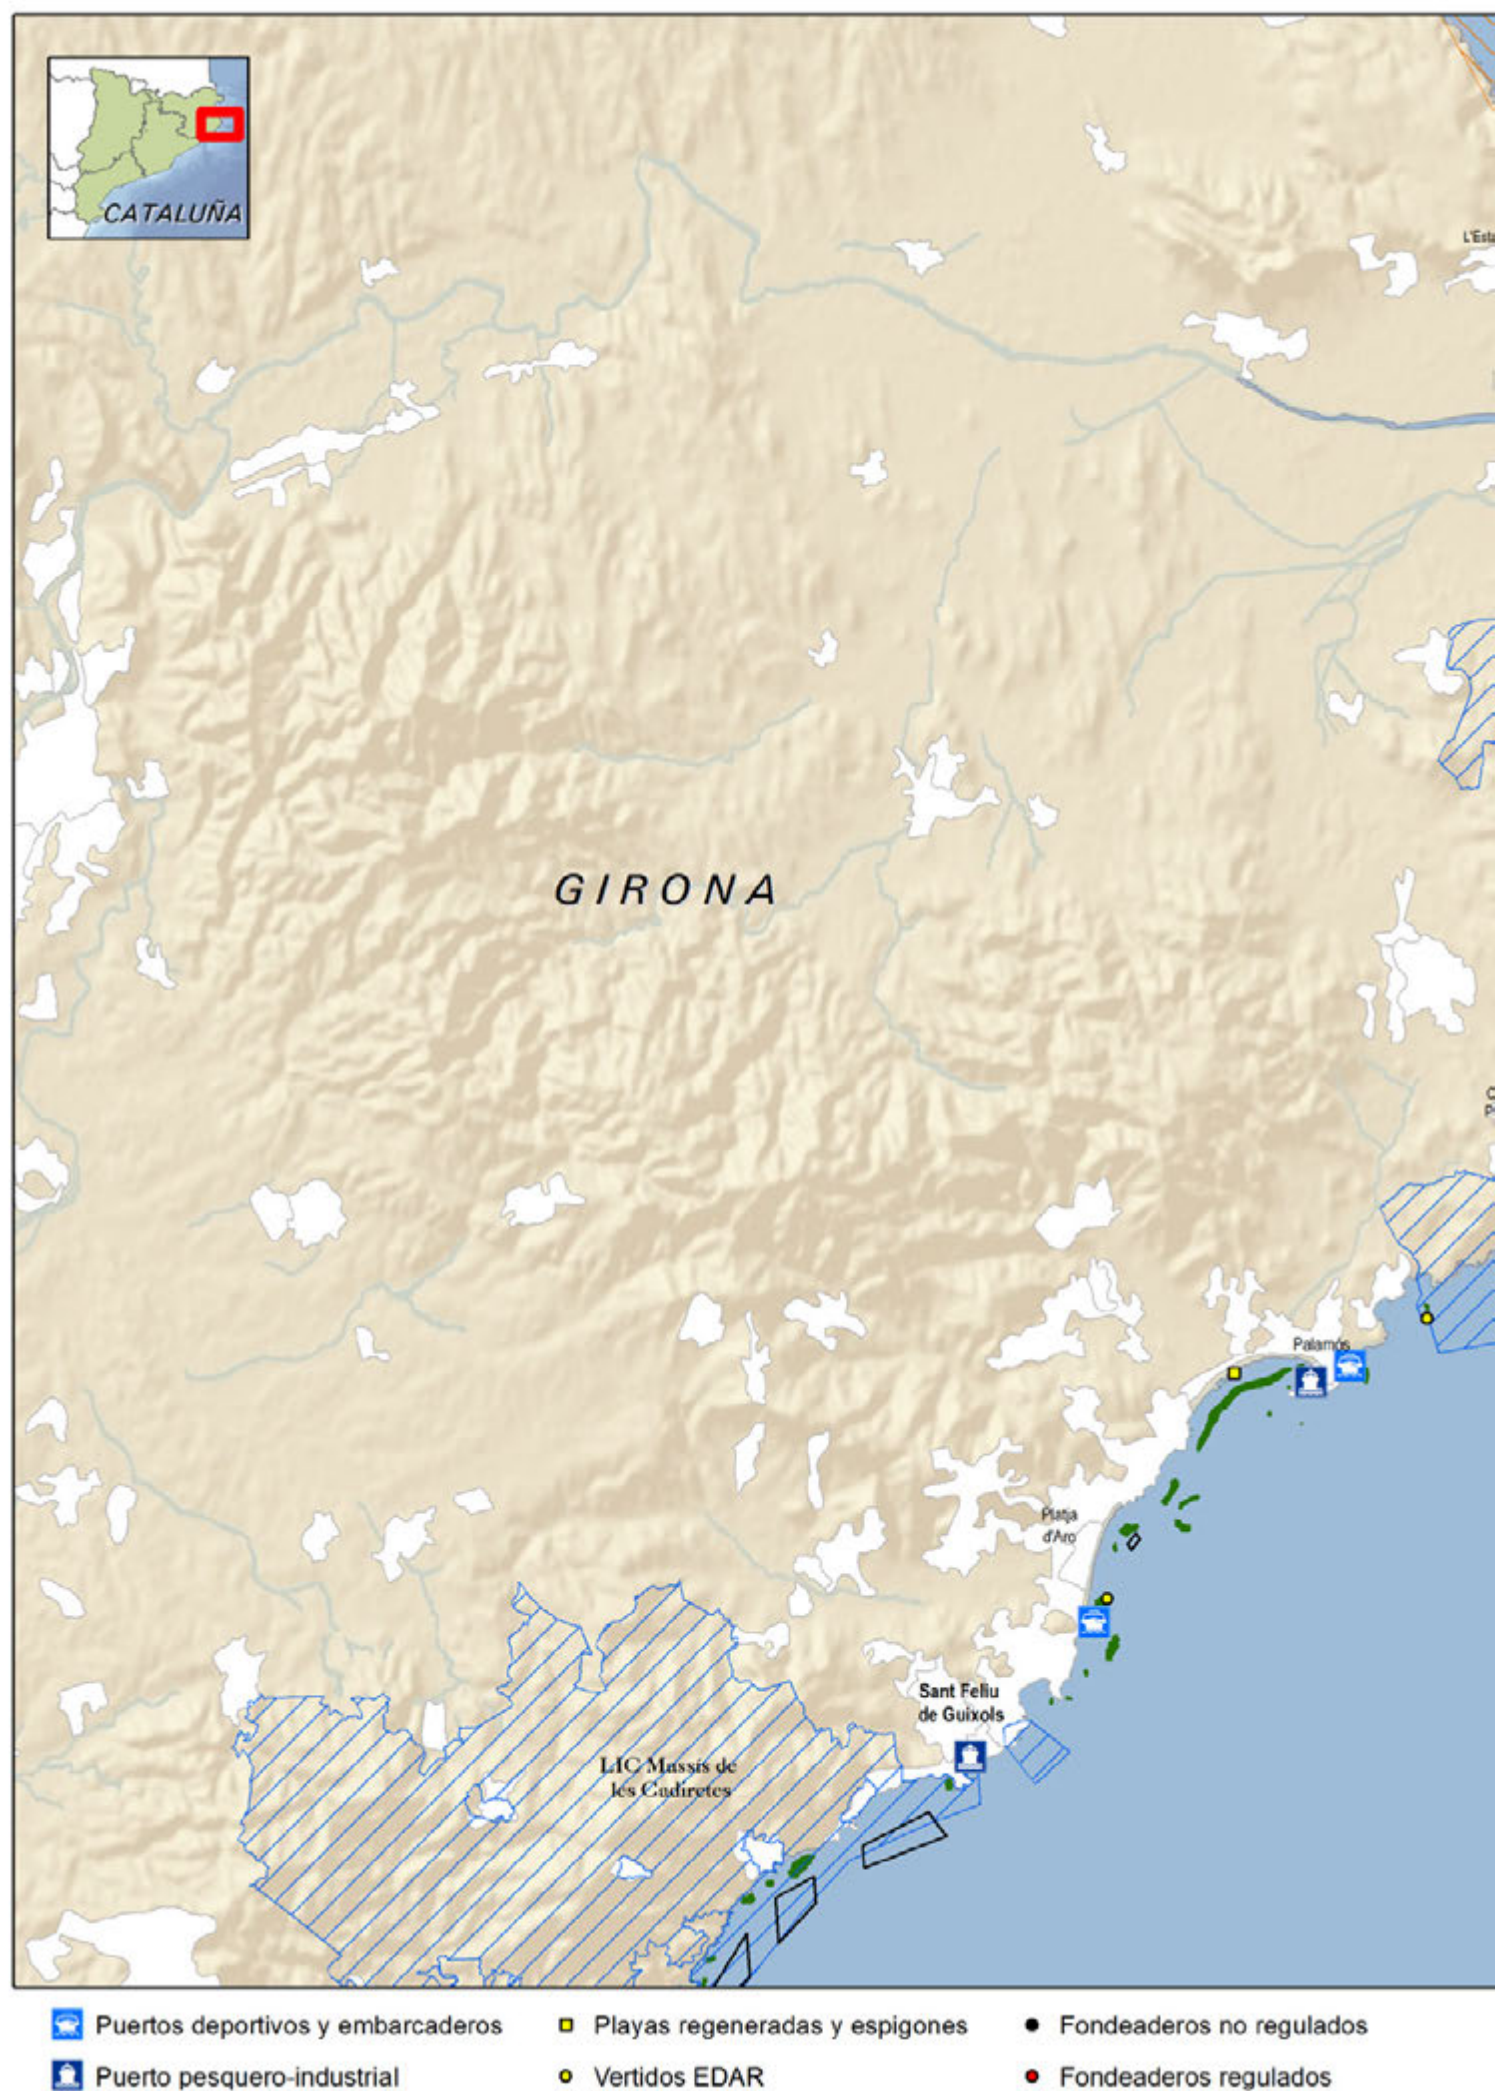 CATALUÑA
GIRONA
Palamós
Platja
d'Aro
Sant Feliu
de Guíxols
LIC Massís de
les Cadiretes
Puertos deportivos y embarcaderos
Playas regeneradas y espigones
Fondeaderos no regulados
Puerto pesquero-industrial
Vertidos EDAR
Fondeaderos regulados